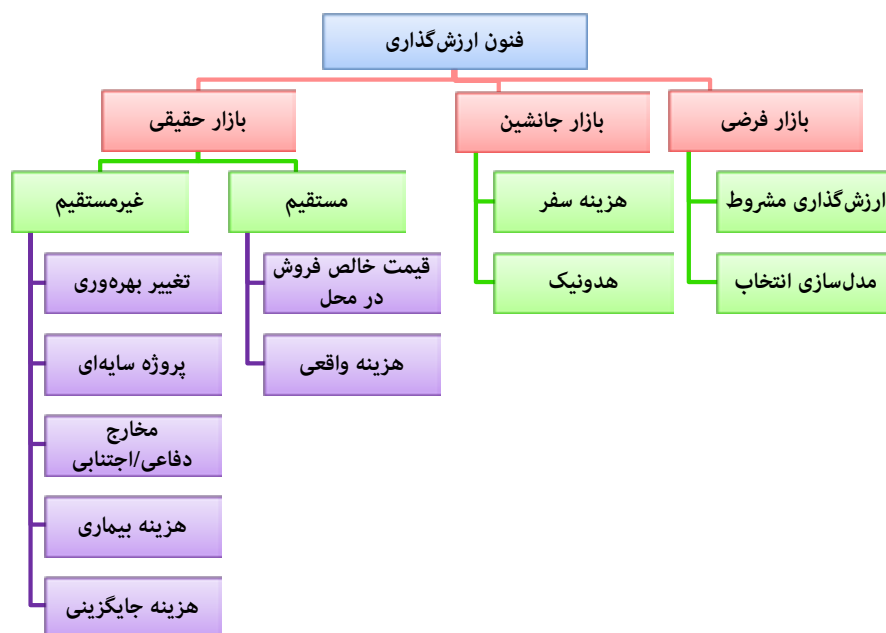 فنون ارزش‌گذاری
بازار فرضی
بازار جانشین
بازار حقیقی
ارزش‌گذاری مشروط
مدل‌سازی انتخاب
هزینه سفر
هدونیک
مستقیم
قیمت خالص فروش
در محل
هزینه واقعی
غیرمستقیم
تغییر بهره‌وری
پروژه سایه‌ای
مخارج
دفاعی/اجتنابی
هزینه بیماری
هزینه جایگزینی